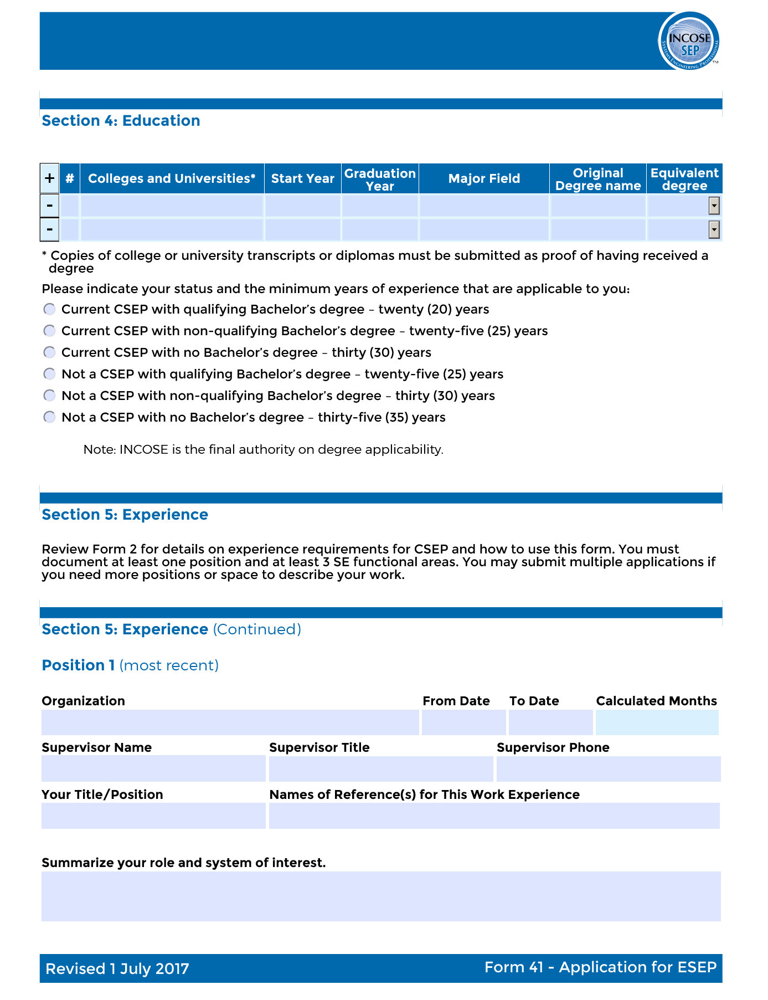 INCOSE
SEP
SYSTEMS ENGINEERING PROFESSIONAL
TM
Section 4: Education
+ # Colleges and Universities* Start Year Graduation Year Major Field Original Degree name Equivalent degree
-
-
* Copies of college or university transcripts or diplomas must be submitted as proof of having received a
degree
Please indicate your status and the minimum years of experience that are applicable to you:
Current CSEP with qualifying Bachelor’s degree – twenty (20) years
Current CSEP with non-qualifying Bachelor’s degree – twenty-five (25) years
Current CSEP with no Bachelor’s degree – thirty (30) years
Not a CSEP with qualifying Bachelor’s degree – twenty-five (25) years
Not a CSEP with non-qualifying Bachelor’s degree – thirty (30) years
Not a CSEP with no Bachelor’s degree – thirty-five (35) years
Note: INCOSE is the final authority on degree applicability.
Section 5: Experience
Review Form 2 for details on experience requirements for CSEP and how to use this form. You must
document at least one position and at least 3 SE functional areas. You may submit multiple applications if
you need more positions or space to describe your work.
Section 5: Experience (Continued)
Position 1 (most recent)
Organization From Date To Date Calculated Months
Supervisor Name Supervisor Title Supervisor Phone
Your Title/Position Names of Reference(s) for This Work Experience
Summarize your role and system of interest.
Revised 1 July 2017 Form 41 - Application for ESEP